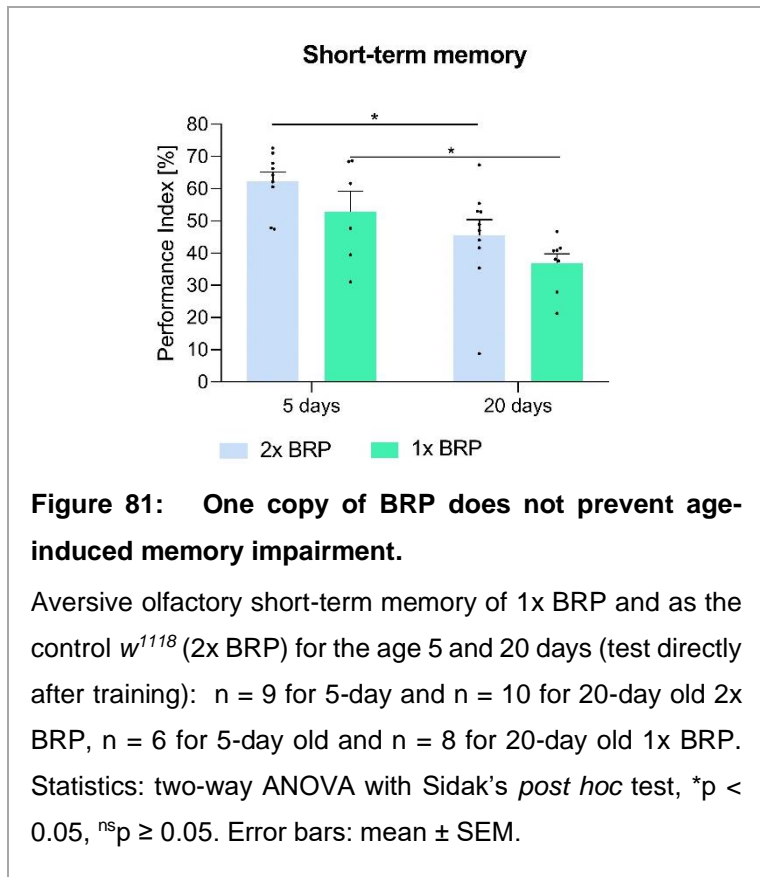 Short-term memory
*
*
Performance Index [%]
80
70
60
50
40
30
20
10
0
5 days
20 days
2x BRP
1x BRP
Figure 81: One copy of BRP does not prevent age-
induced memory impairment.
Aversive olfactory short-term memory of 1x BRP and as the
control w1118 (2x BRP) for the age 5 and 20 days (test directly
after training): n = 9 for 5-day and n = 10 for 20-day old 2x
BRP, n = 6 for 5-day old and n = 8 for 20-day old 1x BRP.
Statistics: two-way ANOVA with Sidak's post hoc test, *p <
0.05, nsp ≥ 0.05. Error bars: mean ± SEM.